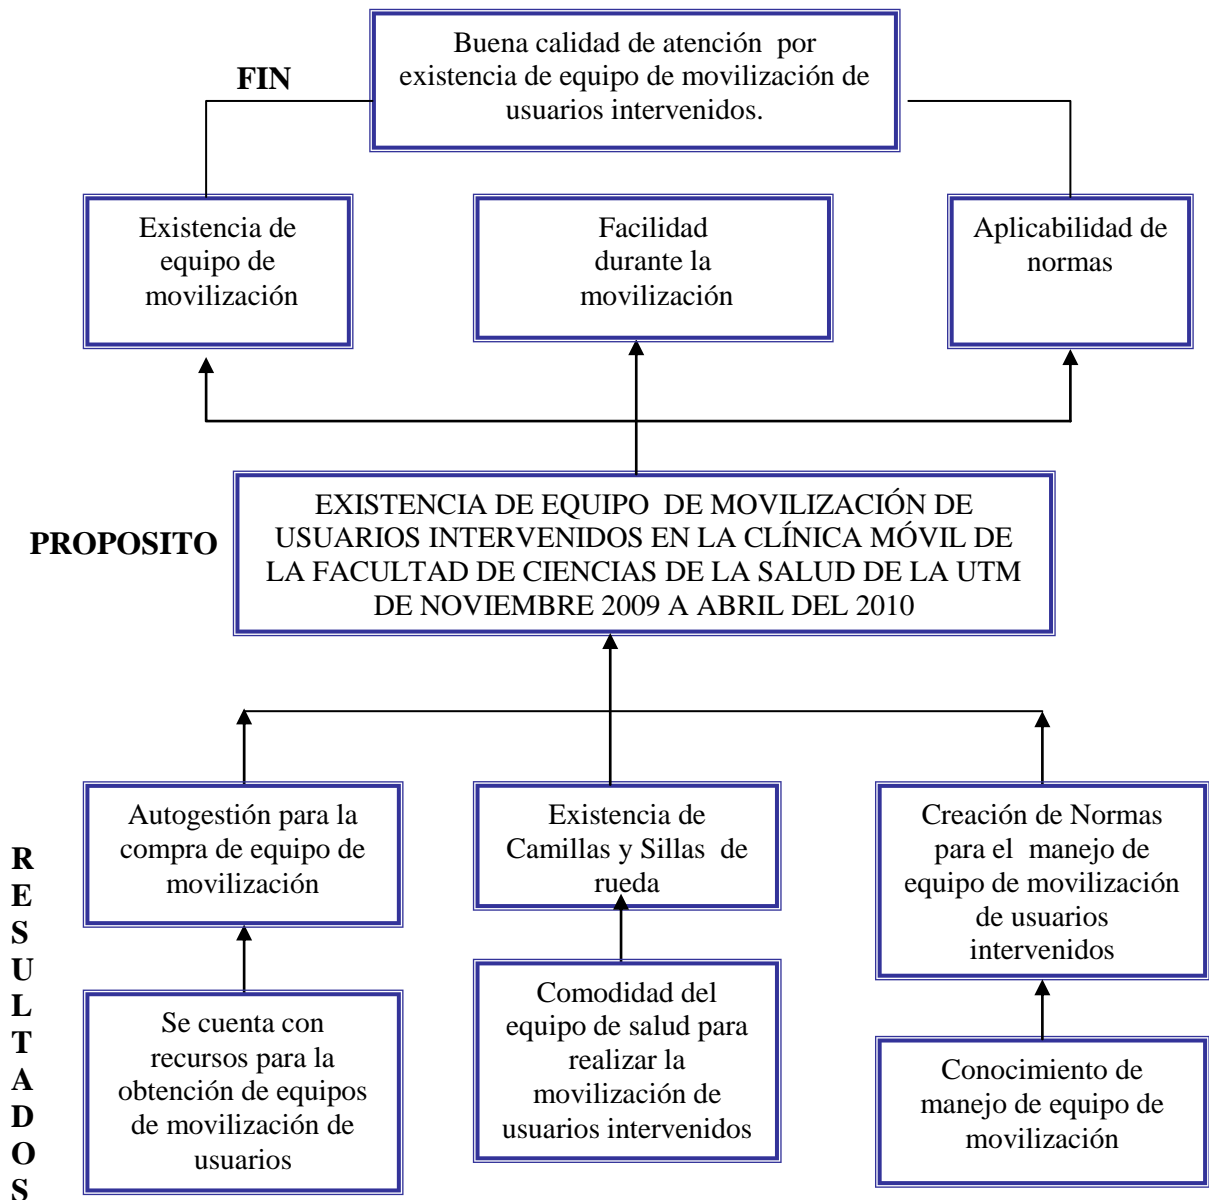 Buena calidad de atención por
existencia de equipo de movilización de
usuarios intervenidos.
FIN
Existencia de
equipo de
movilización
Facilidad
durante la
movilización
Aplicabilidad de
normas
PROPOSITO
EXISTENCIA DE EQUIPO DE MOVILIZACIÓN DE
USUARIOS INTERVENIDOS EN LA CLÍNICA MÓVIL DE
LA FACULTAD DE CIENCIAS DE LA SALUD DE LA UTM
DE NOVIEMBRE 2009 A ABRIL DEL 2010
R
E
S
U
L
T
A
D
O
S
Autogestión para la
compra de equipo de
movilización
Existencia de
Camillas y Sillas de
rueda
Creación de Normas
para el manejo de
equipo de movilización
de usuarios
intervenidos
Se cuenta con
recursos para la
obtención de equipos
de movilización de
usuarios
Comodidad del
equipo de salud para
realizar la
movilización de
usuarios intervenidos
Conocimiento de
manejo de equipo de
movilización